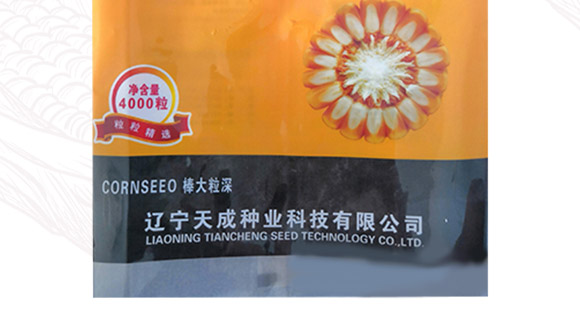 净含量
4000粒
粒粒精选
CORNSEEO 棒大粒深
辽宁天成种业科技有限公司
LIAONING TIANCHENG SEED TECHNOLOGY CO.,LTD.